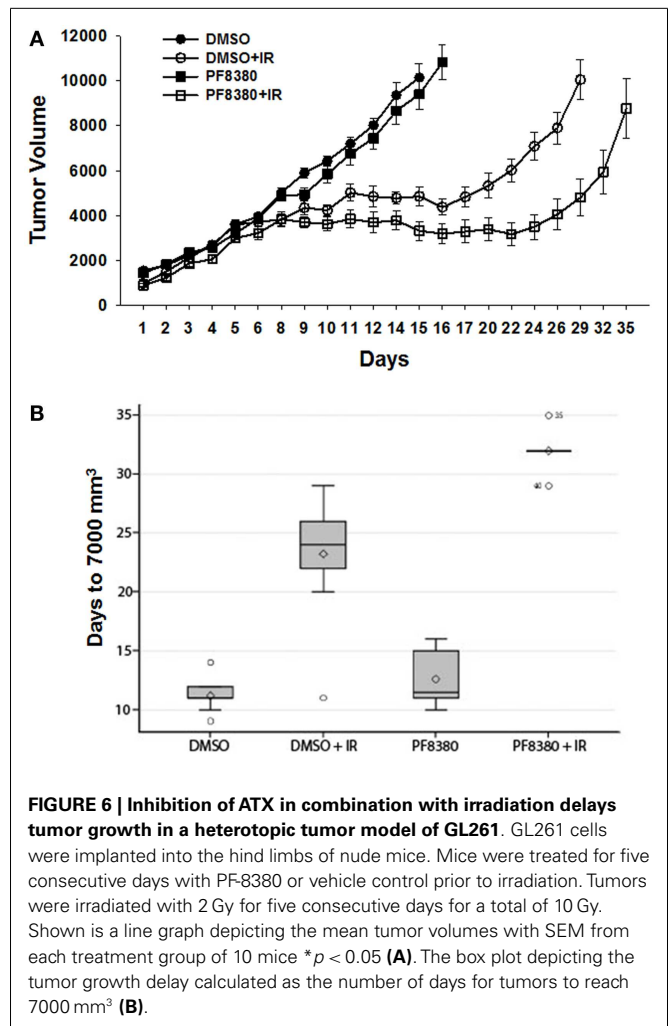 A
DMSO
DMSO+IR
PF8380
PF8380+IR
12000
10000
8000
6000
4000
2000
0
Tumor Volume
1 2 3 4 5 6 8 9 10 11 12 14 15 16 17 20 22 24 26 29 32 35
Days
B
35
30
25
20
15
10
Days to 7000 mm³
35
DMSO DMSO + IR PF8380 PF8380 + IR
FIGURE 6 | Inhibition of ATX in combination with irradiation delays
tumor growth in a heterotopic tumor model of GL261. GL261 cells
were implanted into the hind limbs of nude mice. Mice were treated for five
consecutive days with PF-8380 or vehicle control prior to irradiation. Tumors
were irradiated with 2 Gy for five consecutive days for a total of 10 Gy.
Shown is a line graph depicting the mean tumor volumes with SEM from
each treatment group of 10 mice *p < 0.05 (A). The box plot depicting the
tumor growth delay calculated as the number of days for tumors to reach
7000 mm³ (B).